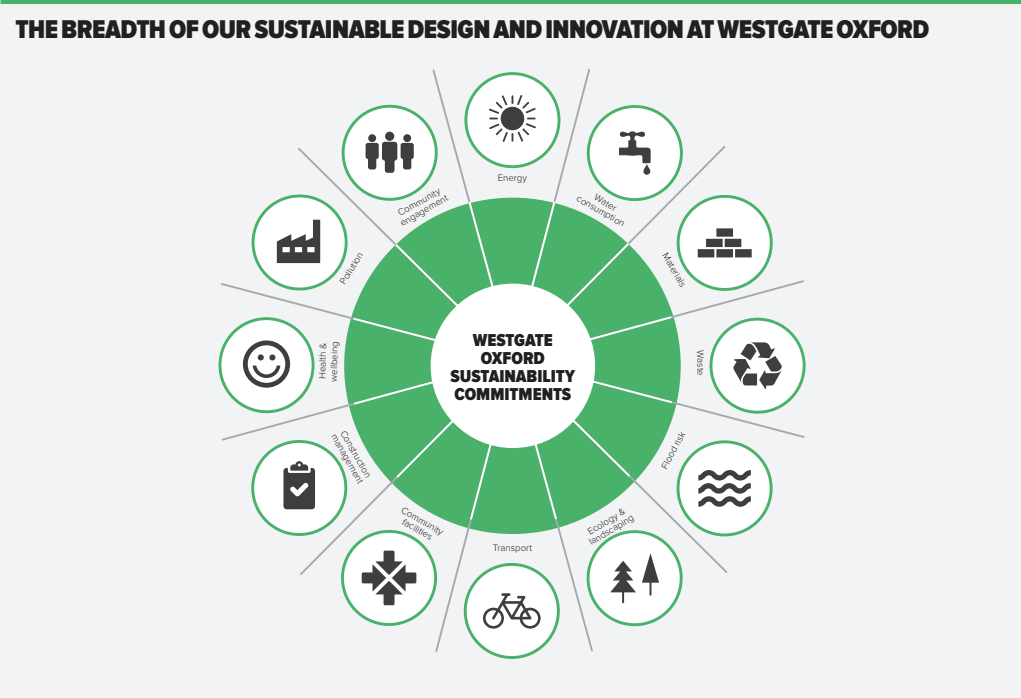 THE BREADTH OF OUR SUSTAINABLE DESIGN AND INNOVATION AT WESTGATE OXFORD
Energy
Water
consumption
Materials
Waste
Flood risk
Ecology &
landscaping
Transport
Community
facilities
Construction
management
Health &
wellbeing
Pollution
Community
engagement
WESTGATE
OXFORD
SUSTAINABILITY
COMMITMENTS